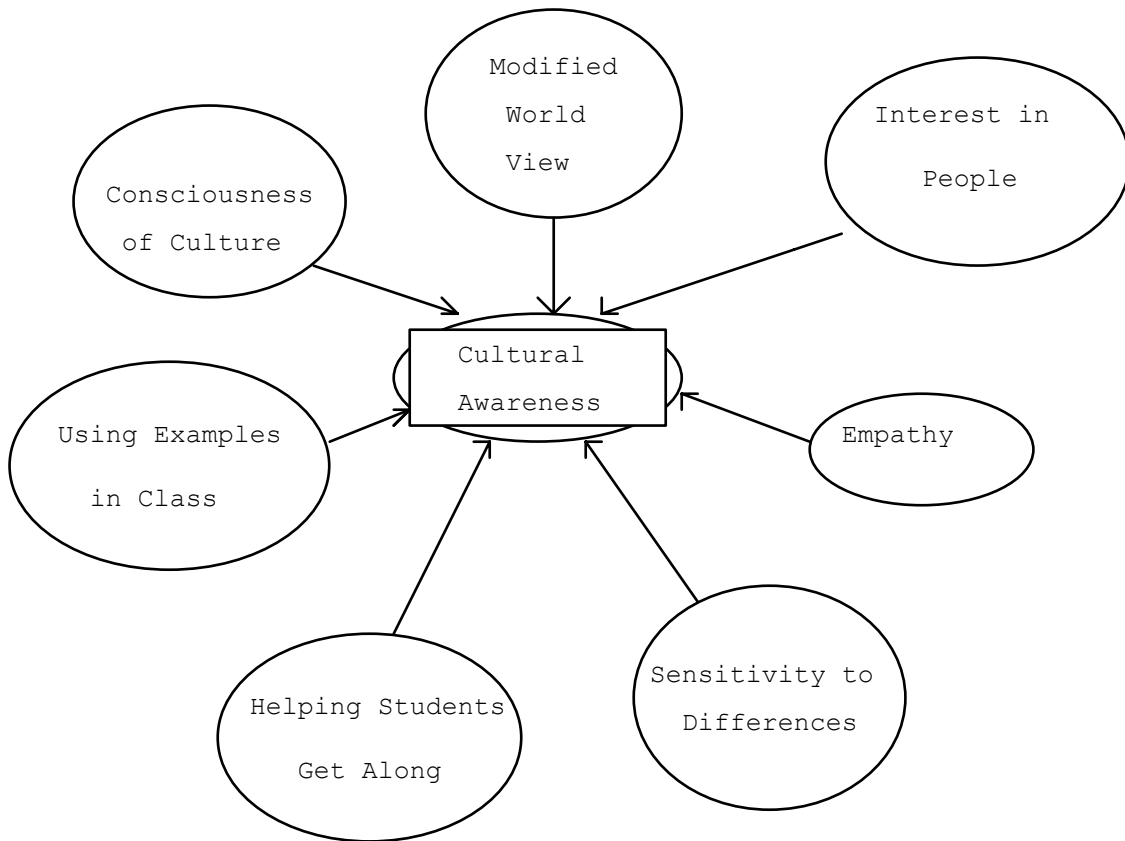 Modified
World
View
Interest in
People
Consciousness
of Culture
Cultural
Awareness
Using Examples
in Class
Empathy
Sensitivity to
Differences
Helping Students
Get Along